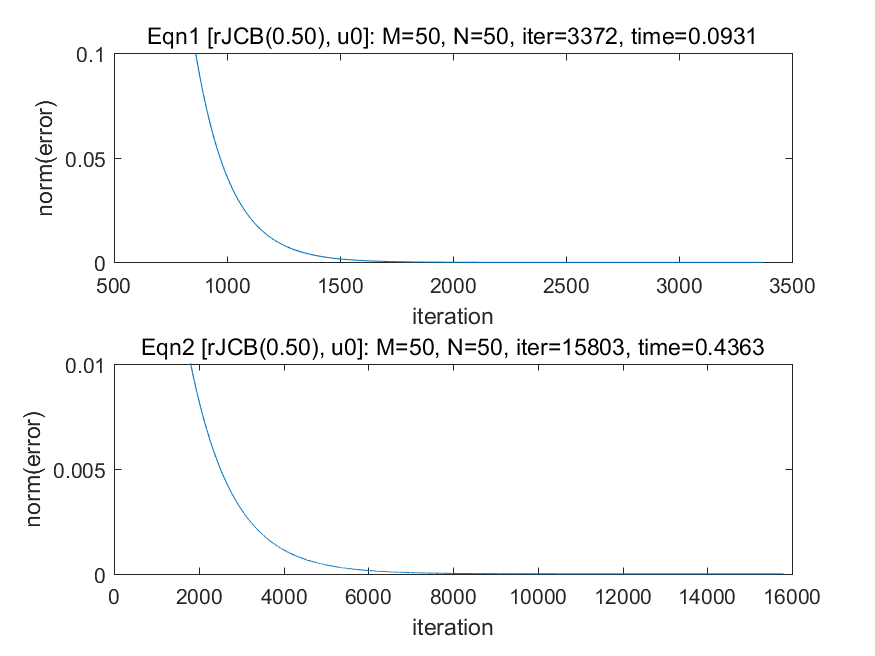 Eqn1 [rJCB(0.50), u0]: M=50, N=50, iter=3372, time=0.0931
0.1
0.05
0
norm(error)
500 1000 1500 2000 2500 3000 3500
iteration
Eqn2 [rJCB(0.50), u0]: M=50, N=50, iter=15803, time=0.4363
0.01
0.005
0
norm(error)
0 2000 4000 6000 8000 10000 12000 14000 16000
iteration